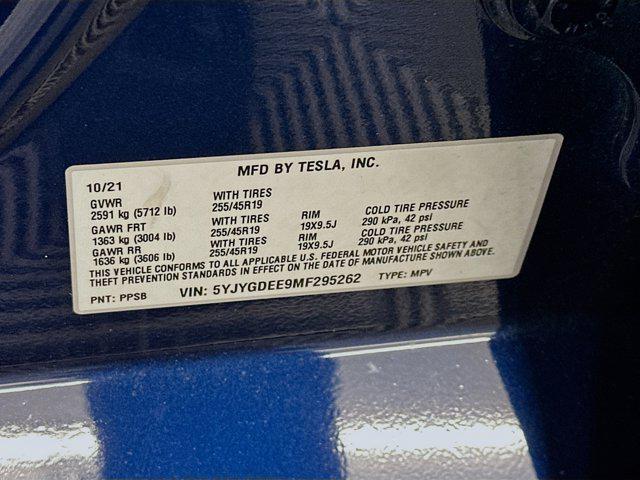 MFD BY TESLA, INC.
10/21
GVWR WITH TIRES
2591 kg (5712 lb) 255/45R19 RIM COLD TIRE PRESSURE
GAWR FRT WITH TIRES 19X9.5J 290 kPa, 42 psi
1363 kg (3004 lb) 255/45R19 RIM COLD TIRE PRESSURE
GAWR RR WITH TIRES 19X9.5J 290 kPa, 42 psi
1636 kg (3606 lb) 255/45R19
THIS VEHICLE CONFORMS TO ALL APPLICABLE U.S. FEDERAL MOTOR VEHICLE SAFETY AND
THEFT PREVENTION STANDARDS IN EFFECT ON THE DATE OF MANUFACTURE SHOWN ABOVE.
PNT: PPSB VIN: 5YJYGDEE9MF295262 TYPE: MPV